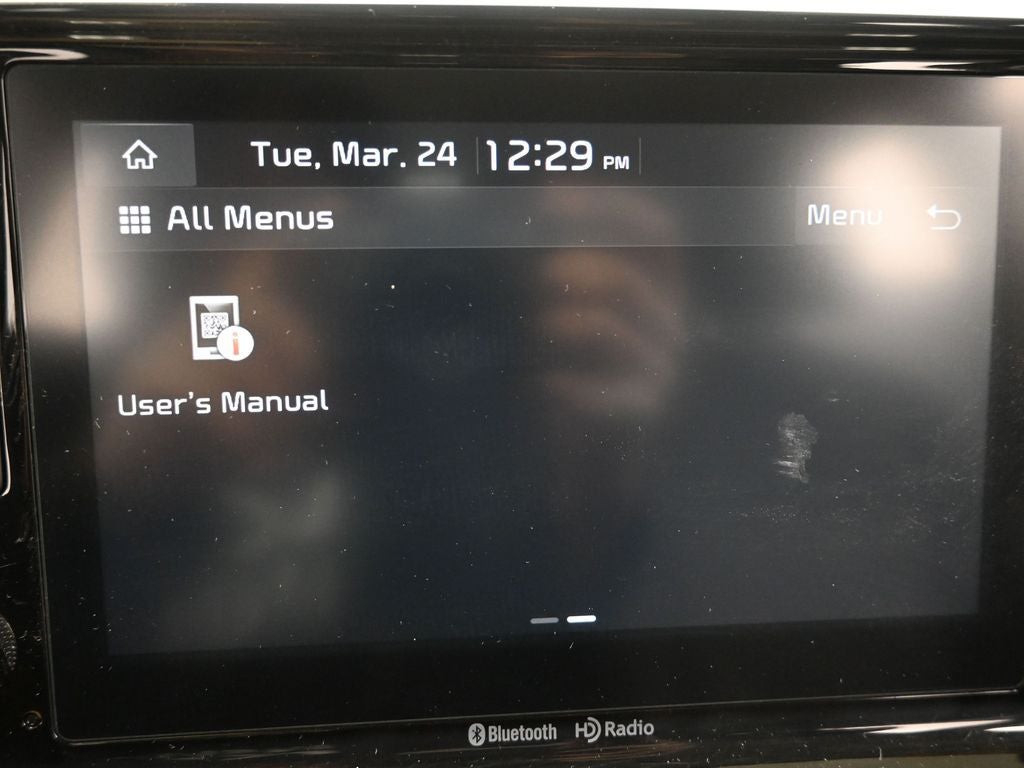 Tue, Mar. 24 12:29 PM
All Menus Menu
User's Manual
Bluetooth HD Radio